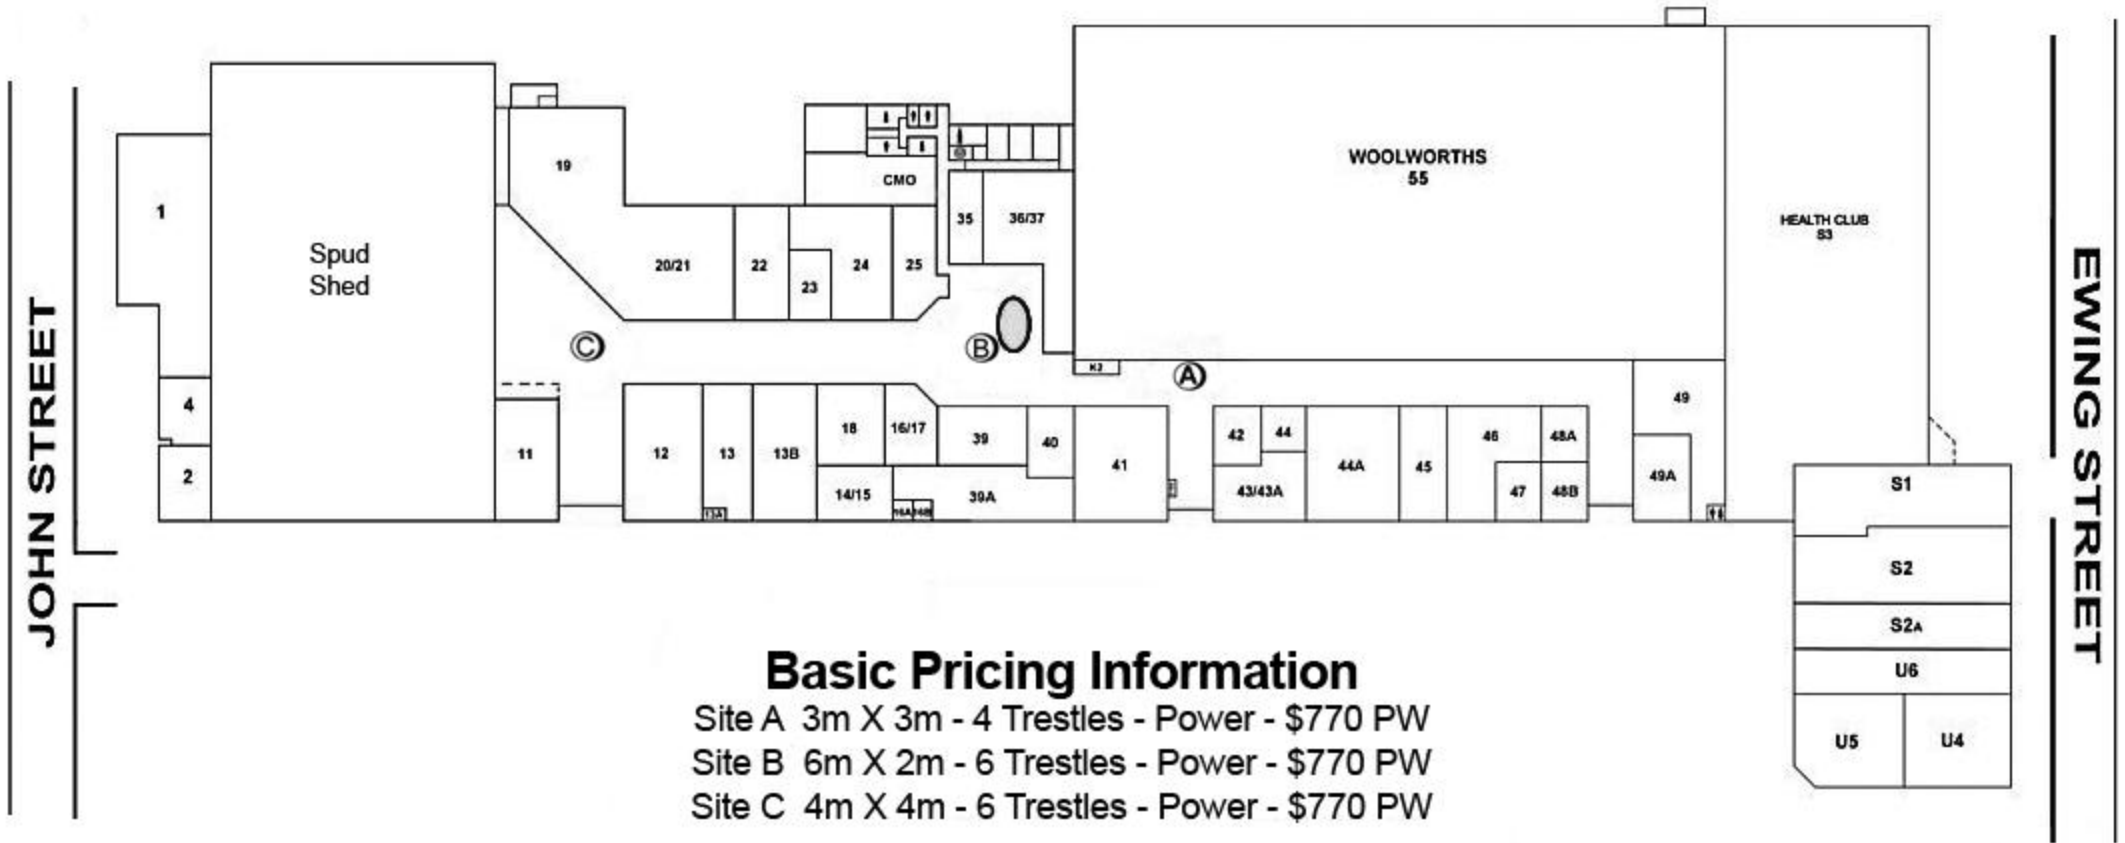 JOHN STREET
EWING STREET
1
4
2
Spud
Shed
19
20/21
22
23
24
25
CMO
35
36/37
WOOLWORTHS
55
HEALTH CLUB
S3
C
B
A
K2
11
12
13
13A
13B
18
16/17
14/15
16A
16B
39
39A
40
41
42
44
43/43A
44A
45
46
47
48A
48B
49
49A
S1
S2
S2A
U6
U5
U4
Basic Pricing Information
Site A 3m X 3m - 4 Trestles - Power - $770 PW
Site B 6m X 2m - 6 Trestles - Power - $770 PW
Site C 4m X 4m - 6 Trestles - Power - $770 PW